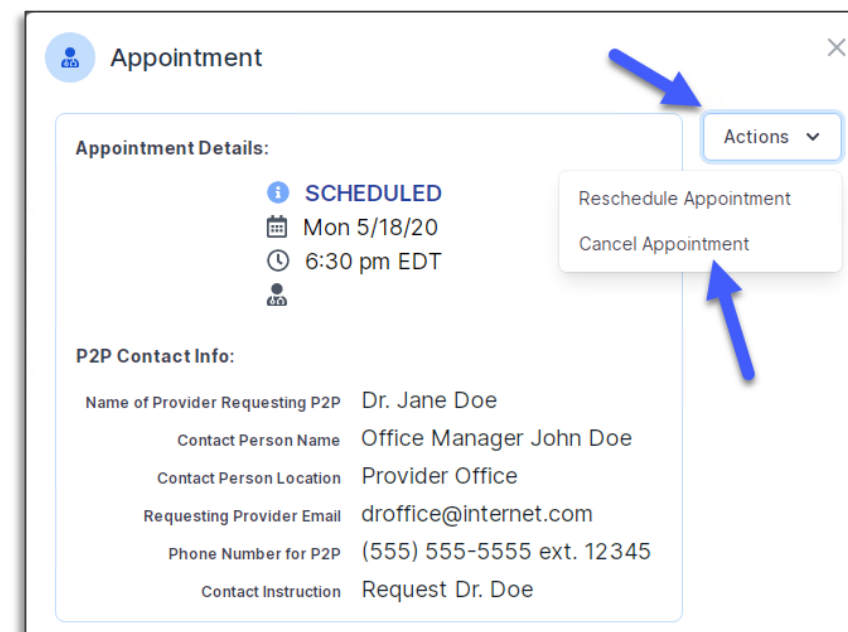 Appointment
Actions
Appointment Details:
SCHEDULED
Reschedule Appointment
Mon 5/18/20
Cancel Appointment
6:30 pm EDT
P2P Contact Info:
Name of Provider Requesting P2P Dr. Jane Doe
Contact Person Name Office Manager John Doe
Contact Person Location Provider Office
Requesting Provider Email droffice@internet.com
Phone Number for P2P (555) 555-5555 ext. 12345
Contact Instruction Request Dr. Doe